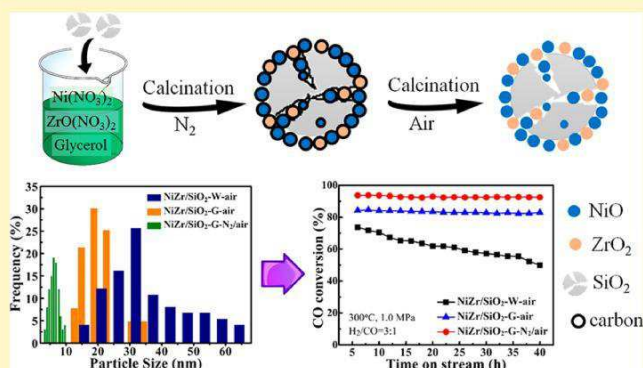 SiO2
Ni(NO3)2
ZrO(NO3)2
Glycerol
Calcination
N2
Calcination
Air
NiZr/SiO2-W-air
NiZr/SiO2-G-air
NiZr/SiO2-G-N2/air
Frequency (%)
35
30
25
20
15
10
5
0
10 20 30 40 50 60
Particle Size (nm)
CO conversion (%)
100
80
60
40
20
0
NiZr/SiO2-W-air
NiZr/SiO2-G-air
NiZr/SiO2-G-N2/air
300°C, 1.0 MPa
H2/CO=3:1
0 5 10 15 20 25 30 35 40
Time on stream (h)
NiO
ZrO2
SiO2
carbon